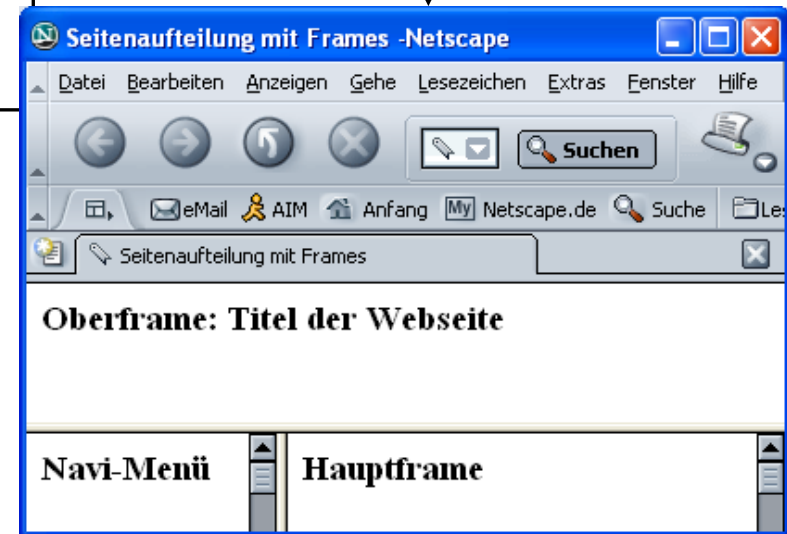 Seitenaufteilung mit Frames -Netscape
Datei Bearbeiten Anzeigen Gehe Lesezeichen Extras Fenster Hilfe
Suchen
eMail AIM Anfang My Netscape.de Suche Le
Seitenaufteilung mit Frames
Oberframe: Titel der Webseite
Navi-Menü Hauptframe